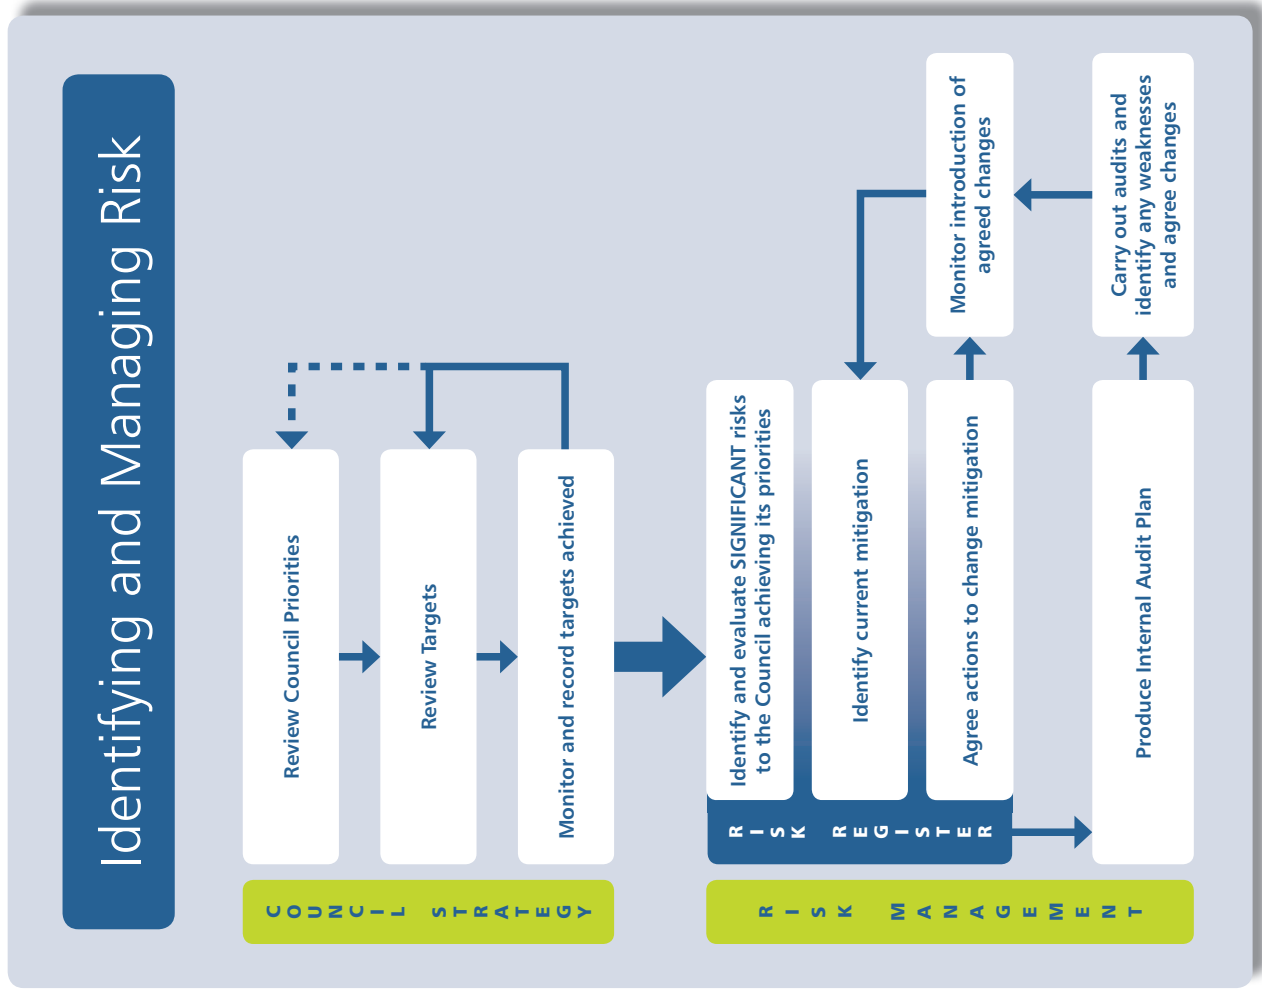 Identifying and Managing Risk
COUNCIL STRATEGY
Review Council Priorities
Review Targets
Monitor and record targets achieved
RISK MANAGEMENT
RISK REGISTER
Identify and evaluate SIGNIFICANT risks
to the Council achieving its priorities
Identify current mitigation
Agree actions to change mitigation
Monitor introduction of
agreed changes
Produce Internal Audit Plan
Carry out audits and
identify any weaknesses
and agree changes